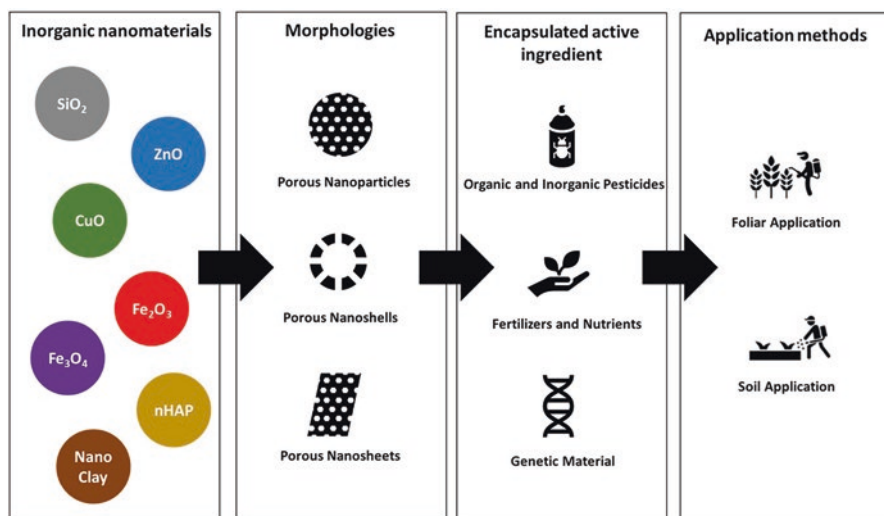 Inorganic nanomaterials
SiO₂
ZnO
CuO
Fe₂O₃
Fe₃O₄
nHAP
Nano
Clay
Morphologies
Porous Nanoparticles
Porous Nanoshells
Porous Nanosheets
Encapsulated active
ingredient
Organic and Inorganic Pesticides
Fertilizers and Nutrients
Genetic Material
Application methods
Foliar Application
Soil Application